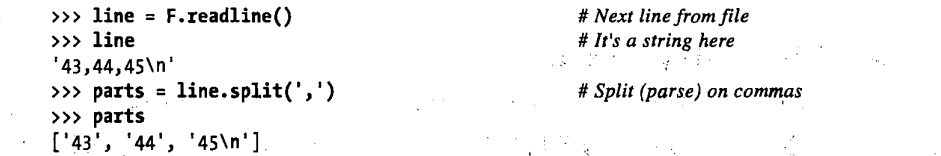 >>> line = F.readline() # Next line from file
>>> line # It's a string here
'43,44,45\n'
>>> parts = line.split(',') # Split (parse) on commas
>>> parts
['43', '44', '45\n']